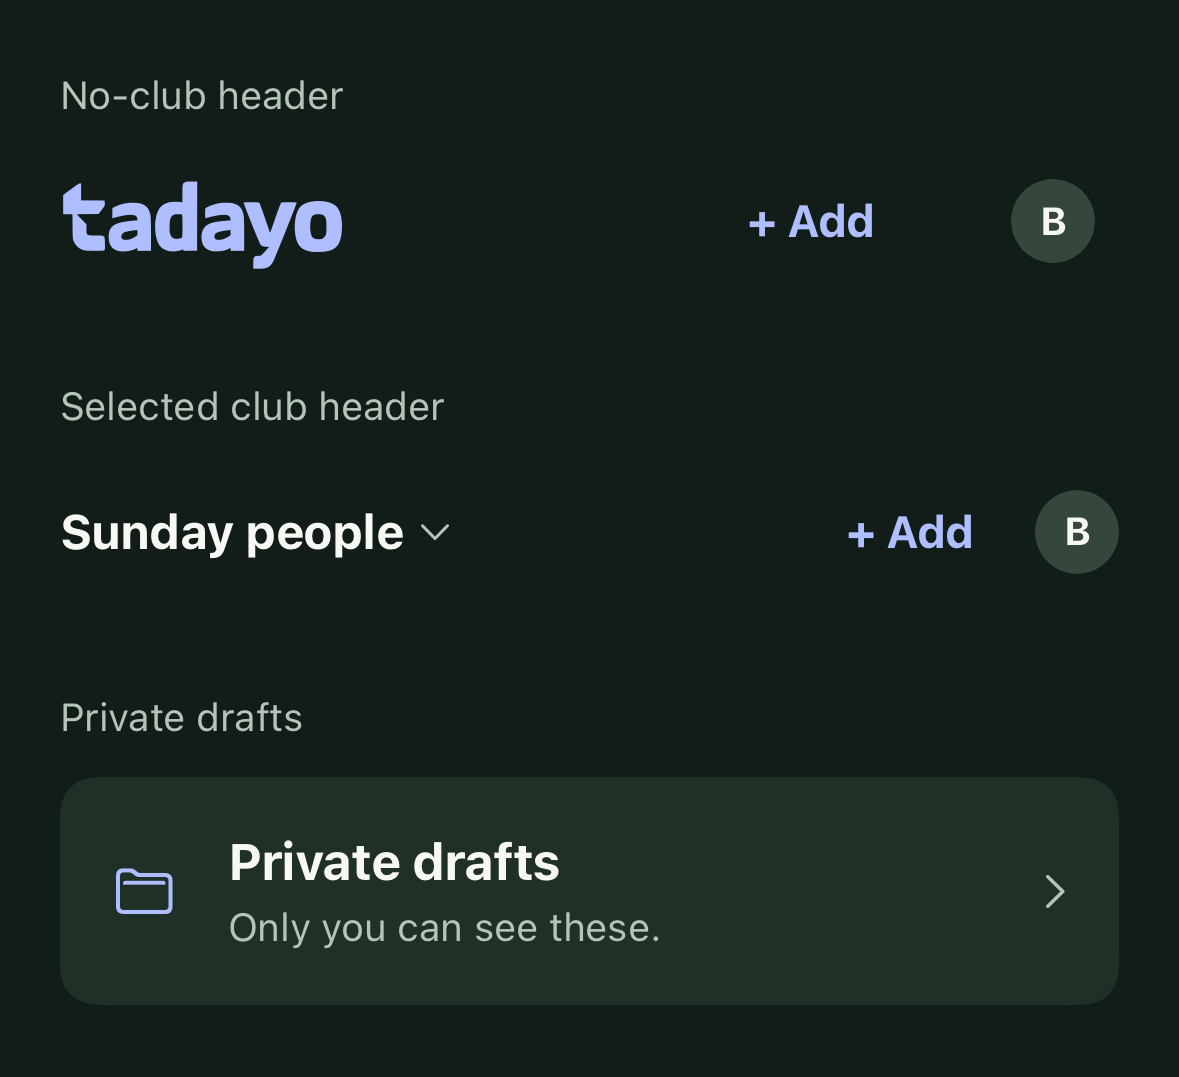 No-club header
tadayo + Add B
Selected club header
Sunday people + Add B
Private drafts
Private drafts
Only you can see these.